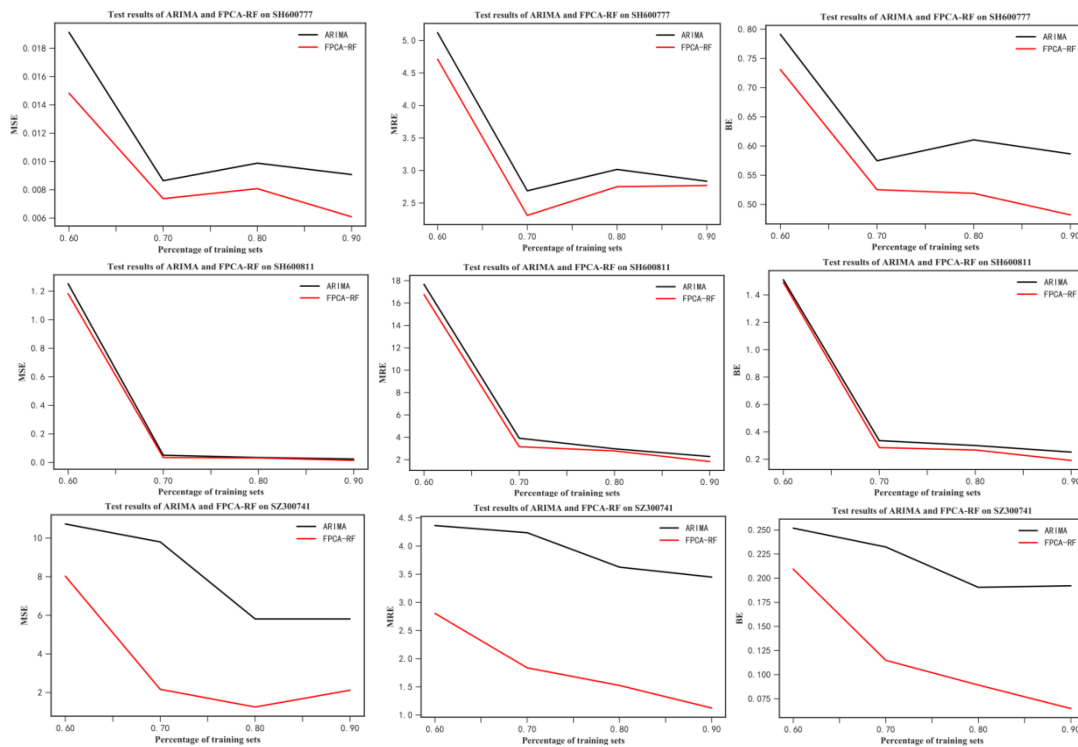 Test results of ARIMA and FPCA-RF on SH600777
ARIMA
FPCA-RF
MSE
0.018
0.016
0.014
0.012
0.010
0.008
0.006
0.60
0.70
0.80
0.90
Percentage of training sets
Test results of ARIMA and FPCA-RF on SH600777
ARIMA
FPCA-RF
MRE
5.0
4.5
4.0
3.5
3.0
2.5
0.60
0.70
0.80
0.90
Percentage of training sets
Test results of ARIMA and FPCA-RF on SH600777
ARIMA
FPCA-RF
BE
0.80
0.75
0.70
0.65
0.60
0.55
0.50
0.60
0.70
0.80
0.90
Percentage of training sets
Test results of ARIMA and FPCA-RF on SH600811
ARIMA
FPCA-RF
MSE
1.2
1.0
0.8
0.6
0.4
0.2
0.0
0.60
0.70
0.80
0.90
Percentage of training sets
Test results of ARIMA and FPCA-RF on SH600811
ARIMA
FPCA-RF
MRE
18
16
14
12
10
8
6
4
2
0.60
0.70
0.80
0.90
Percentage of training sets
Test results of ARIMA and FPCA-RF on SH600811
ARIMA
FPCA-RF
BE
1.4
1.2
1.0
0.8
0.6
0.4
0.2
0.60
0.70
0.80
0.90
Percentage of training sets
Test results of ARIMA and FPCA-RF on SZ300741
ARIMA
FPCA-RF
MSE
10
8
6
4
2
0.60
0.70
0.80
0.90
Percentage of training sets
Test results of ARIMA and FPCA-RF on SZ300741
ARIMA
FPCA-RF
MRE
4.5
4.0
3.5
3.0
2.5
2.0
1.5
1.0
0.60
0.70
0.80
0.90
Percentage of training sets
Test results of ARIMA and FPCA-RF on SZ300741
ARIMA
FPCA-RF
BE
0.250
0.225
0.200
0.175
0.150
0.125
0.100
0.075
0.60
0.70
0.80
0.90
Percentage of training sets